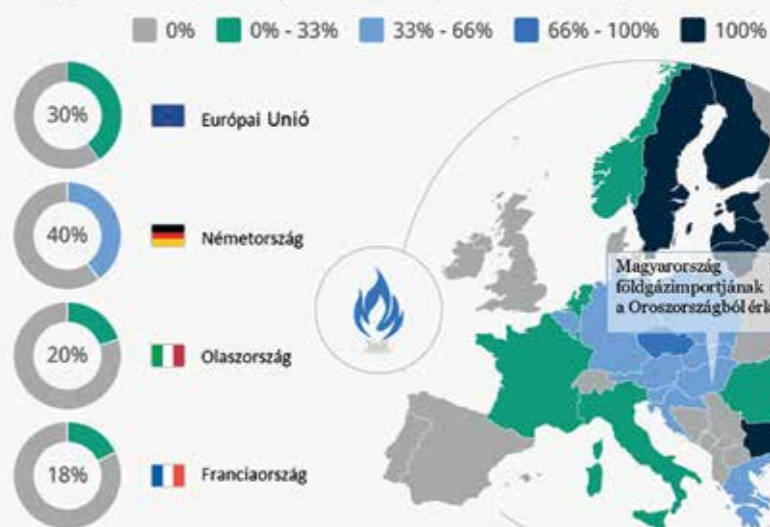 0% 0% - 33% 33% - 66% 66% - 100% 100%
30% Európai Unió
40% Németország
20% Olaszország
18% Franciaország
Magyarország
földgázimportjának
a Oroszországból